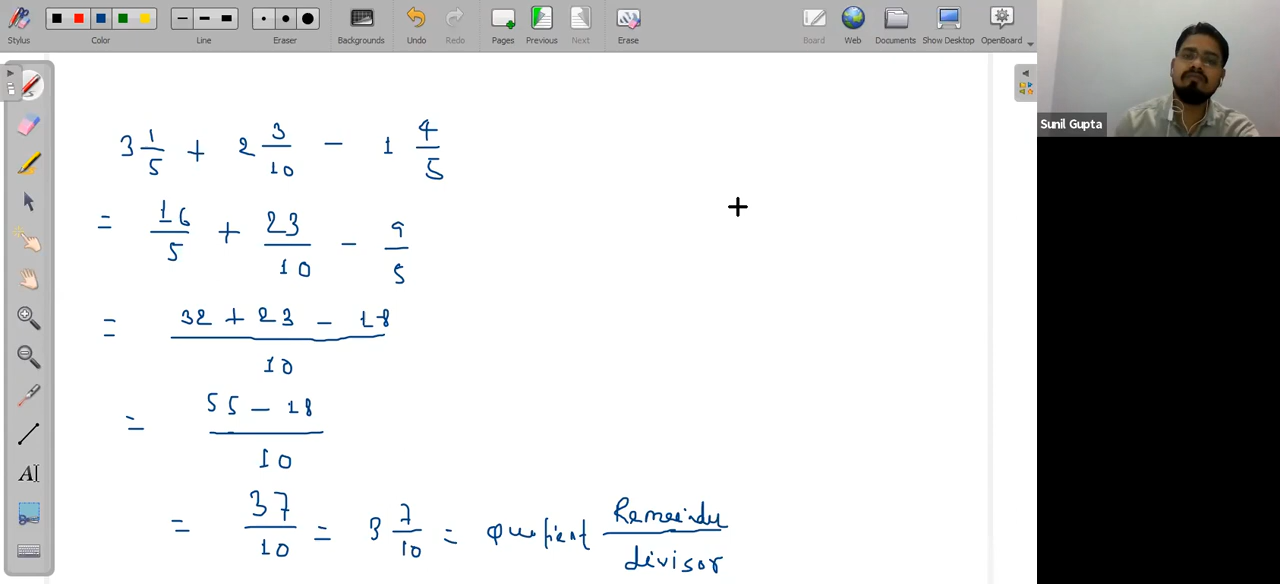 Stylus Color Line Eraser Backgrounds Undo Redo Pages Previous Next Erase Board Web Documents Show Desktop OpenBoard
Sunil Gupta
3 1/5 + 2 3/10 - 1 4/5
= 16/5 + 23/10 - 9/5
= (32 + 23 - 18)/10
= (55 - 18)/10
= 37/10 = 3 7/10 = quotient Remainder/divisor
AI